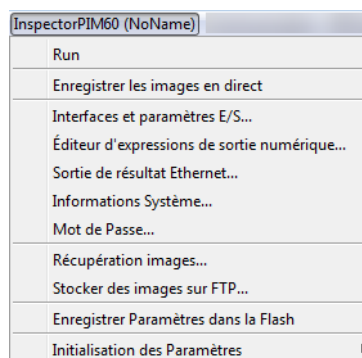 InspectorPIM60 (NoName)
Run
Enregistrer les images en direct
Interfaces et paramètres E/S...
Éditeur d'expressions de sortie numérique...
Sortie de résultat Ethernet...
Informations Système...
Mot de Passe...
Récupération images...
Stocker des images sur FTP...
Enregistrer Paramètres dans la Flash
Initialisation des Paramètres